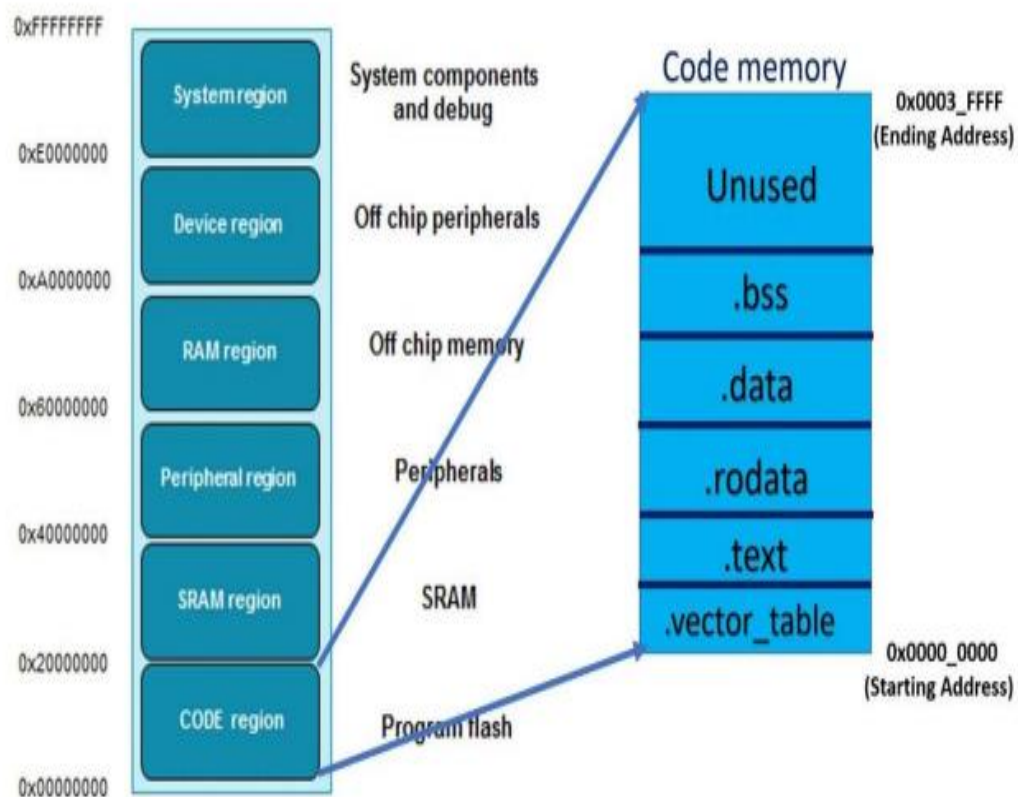 0xFFFFFFFF
System region
System components
and debug
0xE0000000
Device region
Off chip peripherals
0xA0000000
RAM region
Off chip memory
0x60000000
Peripheral region
Peripherals
0x40000000
SRAM region
SRAM
0x20000000
CODE region
Program flash
0x00000000
Code memory
0x0003_FFFF
(Ending Address)
Unused
.bss
.data
.rodata
.text
.vector_table
0x0000_0000
(Starting Address)